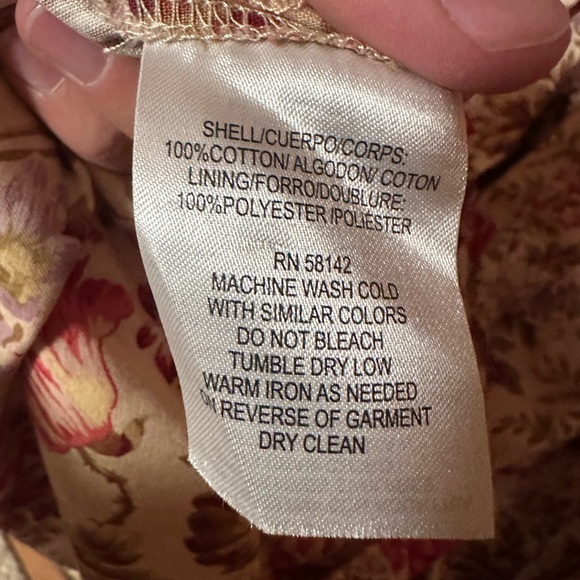 SHELL/CUERPO/CORPS:
100%COTTON/ ALGODON/ COTON
LINING/FORRO/DOUBLURE:
100%POLYESTER /POLIESTER
RN 58142
MACHINE WASH COLD
WITH SIMILAR COLORS
DO NOT BLEACH
TUMBLE DRY LOW
WARM IRON AS NEEDED
ON REVERSE OF GARMENT
DRY CLEAN